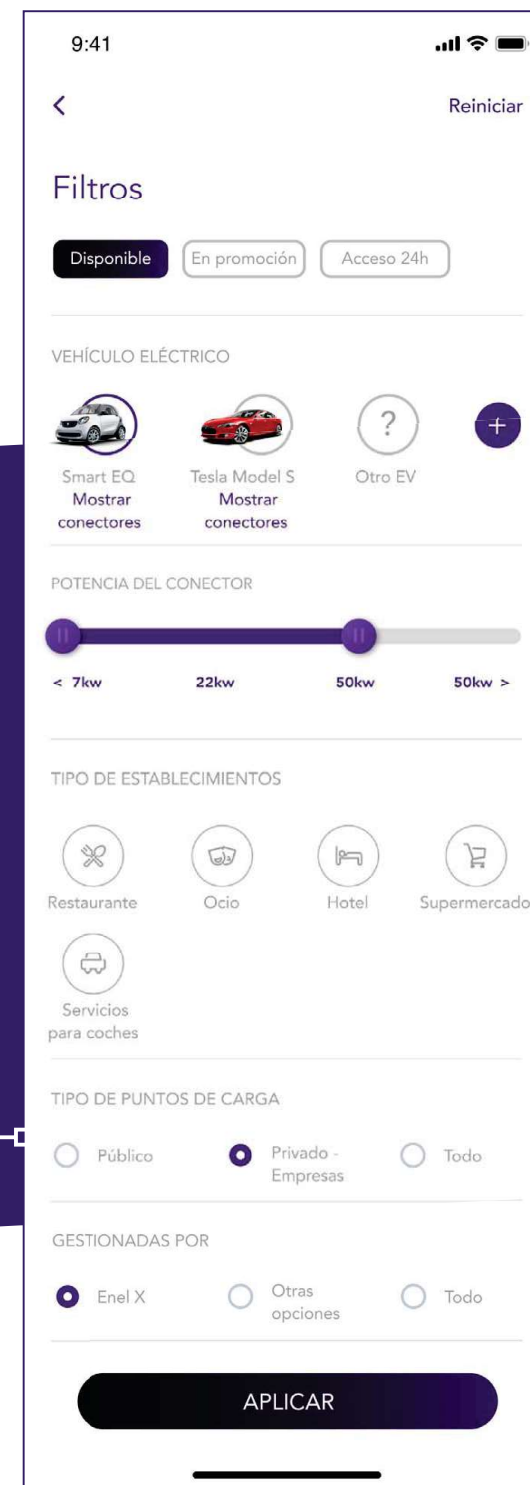 9:41
Reiniciar
Filtros
Disponible
En promoción
Acceso 24h
VEHÍCULO ELÉCTRICO
?
+
Smart EQ
Mostrar
conectores
Tesla Model S
Mostrar
conectores
Otro EV
POTENCIA DEL CONECTOR
< 7kw
22kw
50kw
50kw >
TIPO DE ESTABLECIMIENTOS
Restaurante
Ocio
Hotel
Supermercado
Servicios
para coches
TIPO DE PUNTOS DE CARGA
Público
Privado -
Empresas
Todo
GESTIONADAS POR
Enel X
Otras
opciones
Todo
APLICAR